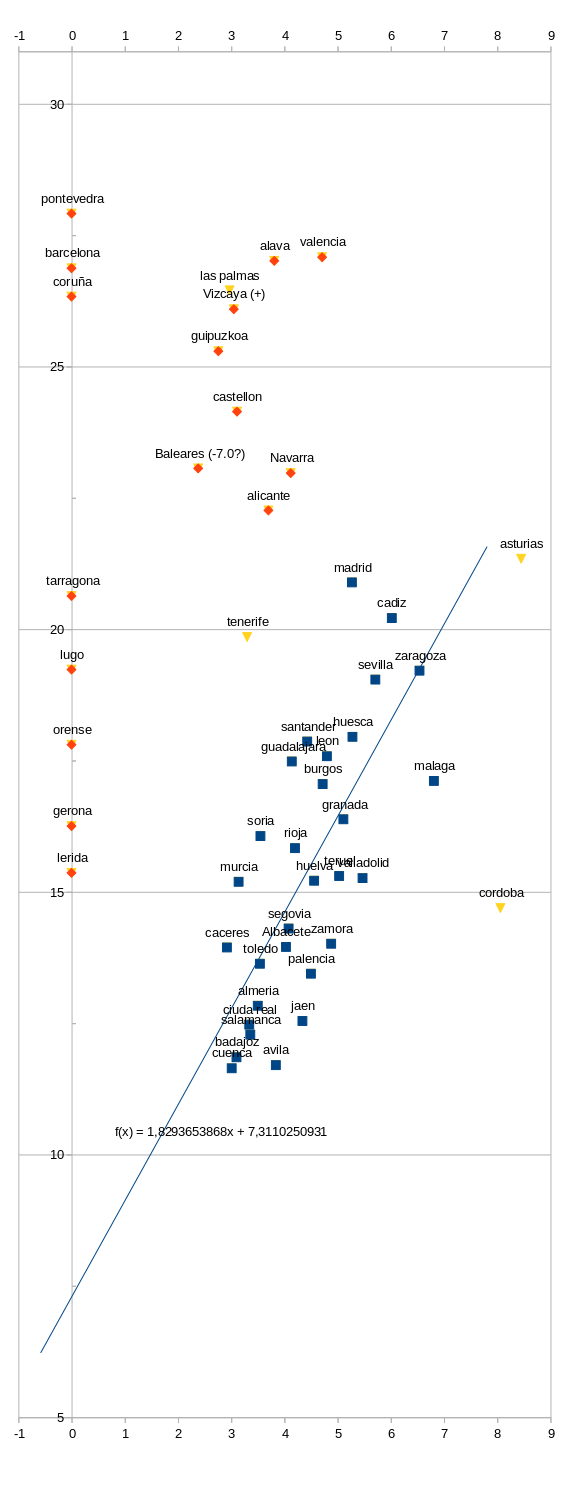 -1 0 1 2 3 4 5 6 7 8 9
30
pontevedra
alava valencia
barcelona
las palmas
coruña
Vizcaya (+)
guipuzkoa
25
castellon
Baleares (-7.0?) Navarra
alicante
asturias
madrid
tarragona
cadiz
tenerife
20
lugo zaragoza
sevilla
orense santander huesca
leon
guadalajara
malaga
burgos
gerona granada
soria
rioja
lerida teruel valladolid
murcia huelva
15
cordoba
segovia
caceres Albacete zamora
toledo
palencia
almeria
ciuda real jaen
salamanca
badajoz
cuenca avila
f(x) = 1,8293653868x + 7,3110250931
10
5
-1 0 1 2 3 4 5 6 7 8 9